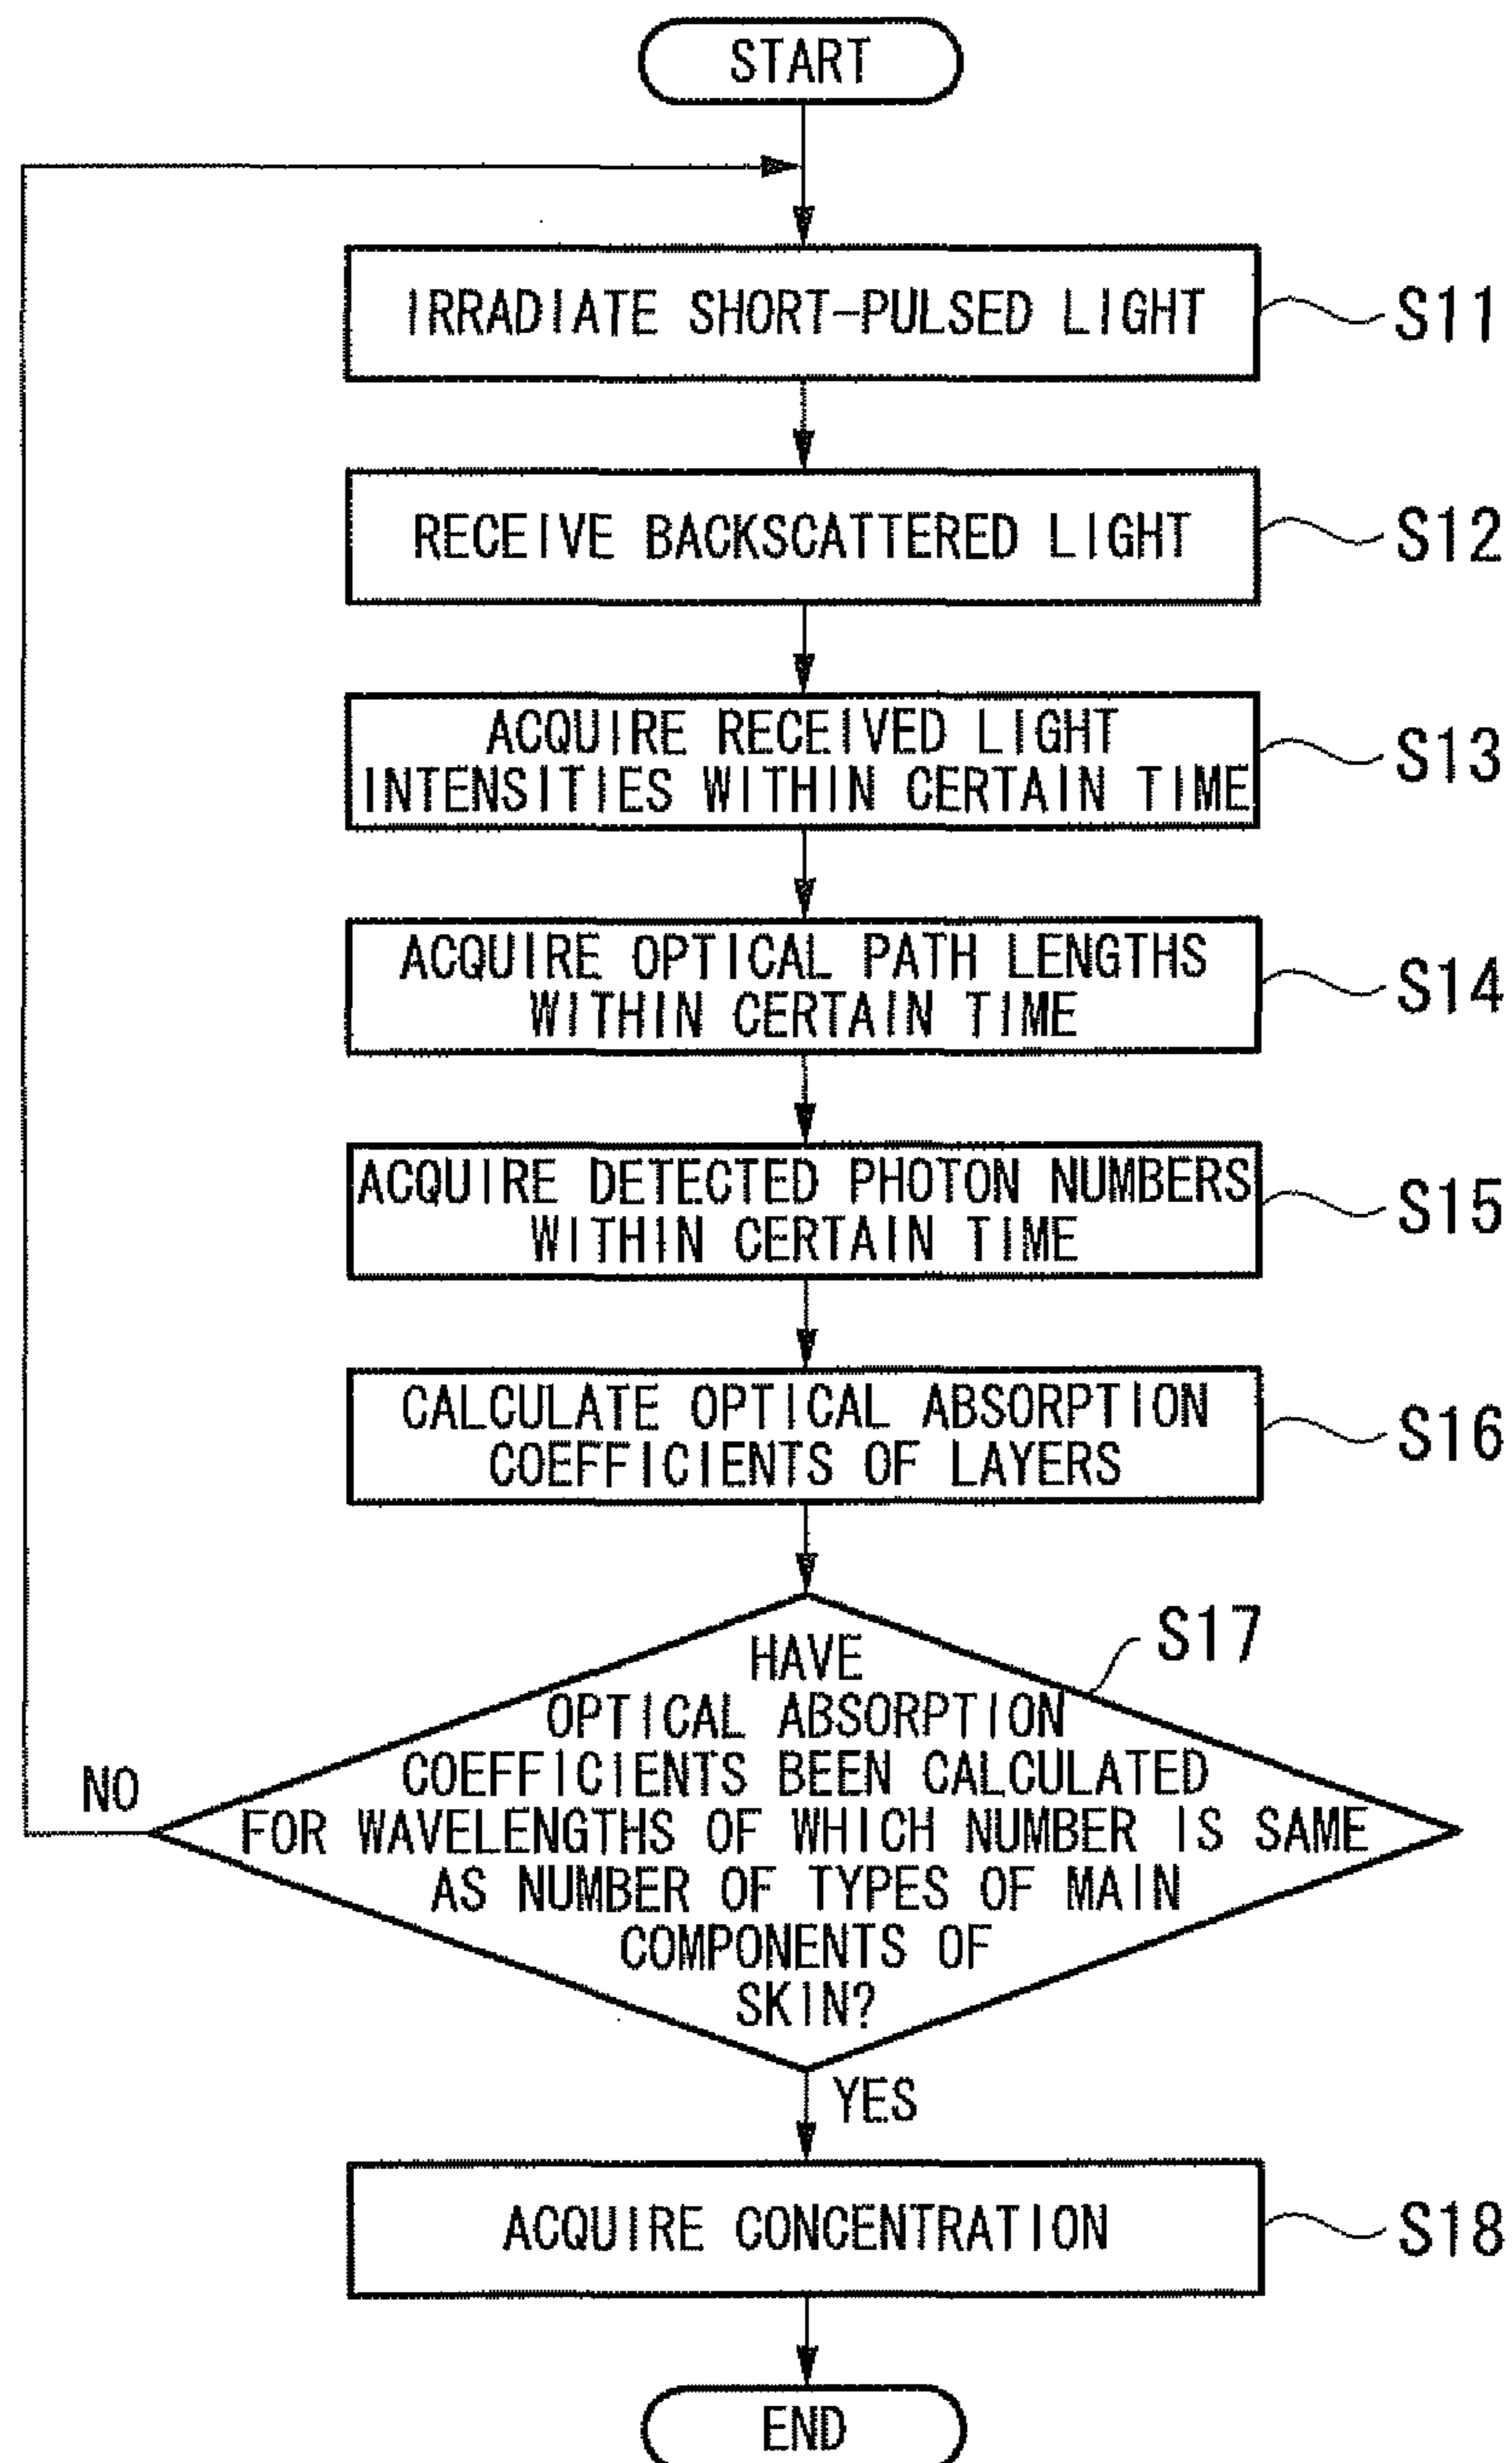 START
IRRADIATE SHORT-PULSED LIGHT
S11
RECEIVE BACKSCATTERED LIGHT
S12
ACQUIRE RECEIVED LIGHT
INTENSITIES WITHIN CERTAIN TIME
S13
ACQUIRE OPTICAL PATH LENGTHS
WITHIN CERTAIN TIME
S14
ACQUIRE DETECTED PHOTON NUMBERS
WITHIN CERTAIN TIME
S15
CALCULATE OPTICAL ABSORPTION
COEFFICIENTS OF LAYERS
S16
S17
HAVE
OPTICAL ABSORPTION
COEFFICIENTS BEEN CALCULATED
FOR WAVELENGTHS OF WHICH NUMBER IS SAME
AS NUMBER OF TYPES OF MAIN
COMPONENTS OF
SKIN?
NO
YES
ACQUIRE CONCENTRATION
S18
END